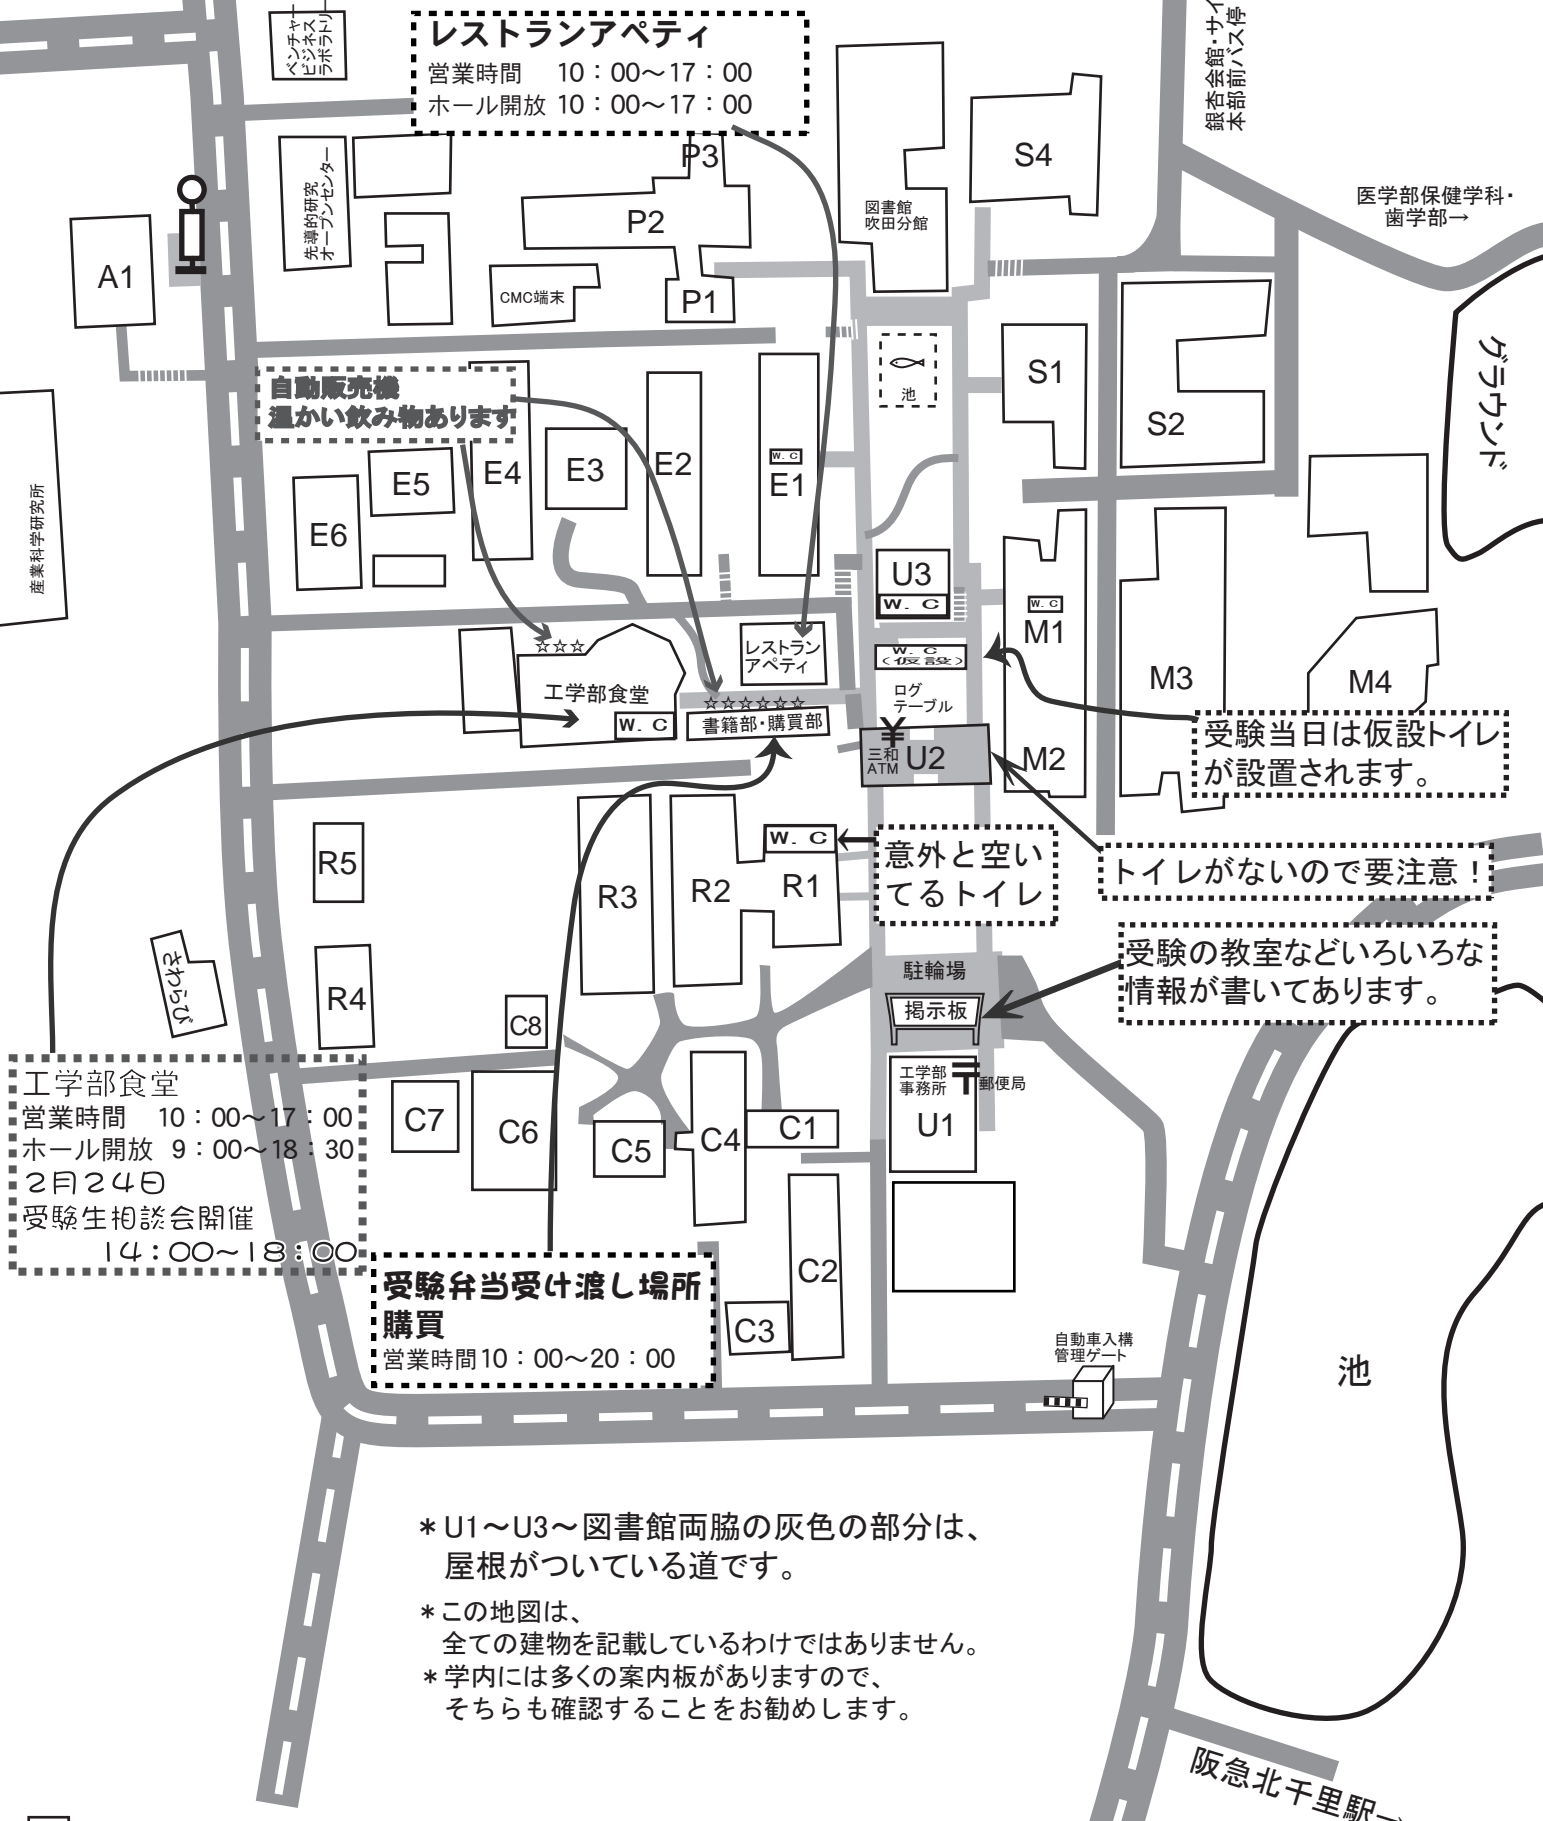 ベンチャー
ビジネス
ラボラトリー
レストランアペティ
営業時間 10：00～17：00
ホール開放 10：00～17：00
銀杏会館・サイ
本部前バス停
P3
S4
先導的研究
オープンセンター
P2
図書館
吹田分館
医学部保健学科・
歯学部→
A1
CMC端末
P1
池
S1
S2
グラウンド
自動販売機
温かい飲み物あります
E4
E3
E2
W. C
E1
E5
E6
産業科学研究所
U3
W. C
W. C
M1
☆☆☆
レストラン
アペティ
W. C
(仮設)
M3
M4
工学部食堂
W. C
☆☆☆☆☆☆
書籍部・購買部
ログ
テーブル
¥
三和
ATM
U2
M2
受験当日は仮設トイレ
が設置されます。
R5
R3
R2
W. C
R1
意外と空い
てるトイレ
トイレがないので要注意！
さわらび
R4
C8
駐輪場
掲示板
受験の教室などいろいろな
情報が書いてあります。
工学部食堂
営業時間 10：00～17：00
ホール開放 9：00～18：30
2月24日
受験生相談会開催
14：00～18：00
C7
C6
C5
C4
C1
工学部
事務所
〒
郵便局
U1
受験弁当受け渡し場所
購買
営業時間10：00～20：00
C2
C3
自動車入構
管理ゲート
池
＊U1～U3～図書館両脇の灰色の部分は、
屋根がついている道です。
＊この地図は、
全ての建物を記載しているわけではありません。
＊学内には多くの案内板がありますので、
そちらも確認することをお勧めします。
阪急北千里駅→